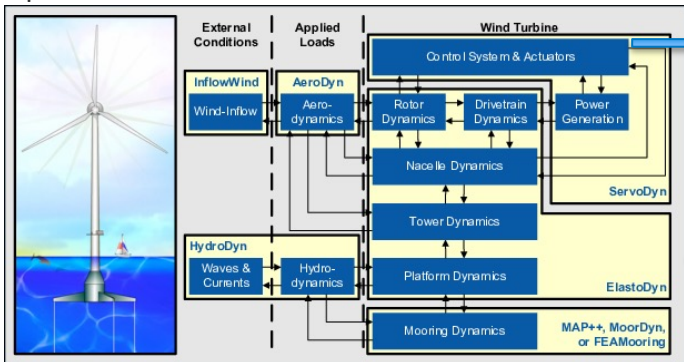 External
Conditions
Applied
Loads
Wind Turbine
Control System & Actuators
InflowWind
AeroDyn
Wind-Inflow
Aero-
dynamics
Rotor
Dynamics
Drivetrain
Dynamics
Power
Generation
Nacelle Dynamics
ServoDyn
Tower Dynamics
HydroDyn
Waves &
Currents
Hydro-
dynamics
Platform Dynamics
ElastoDyn
Mooring Dynamics
MAP++, MoorDyn,
or FEAMooring